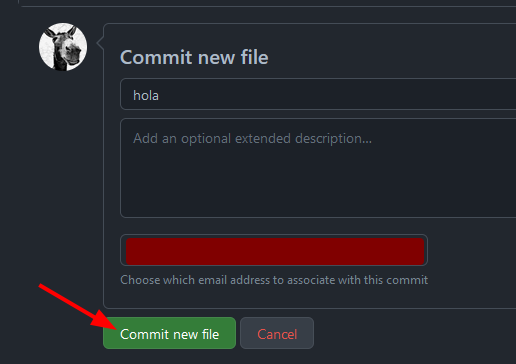 Commit new file
hola
Add an optional extended description...
Choose which email address to associate with this commit
Commit new file Cancel